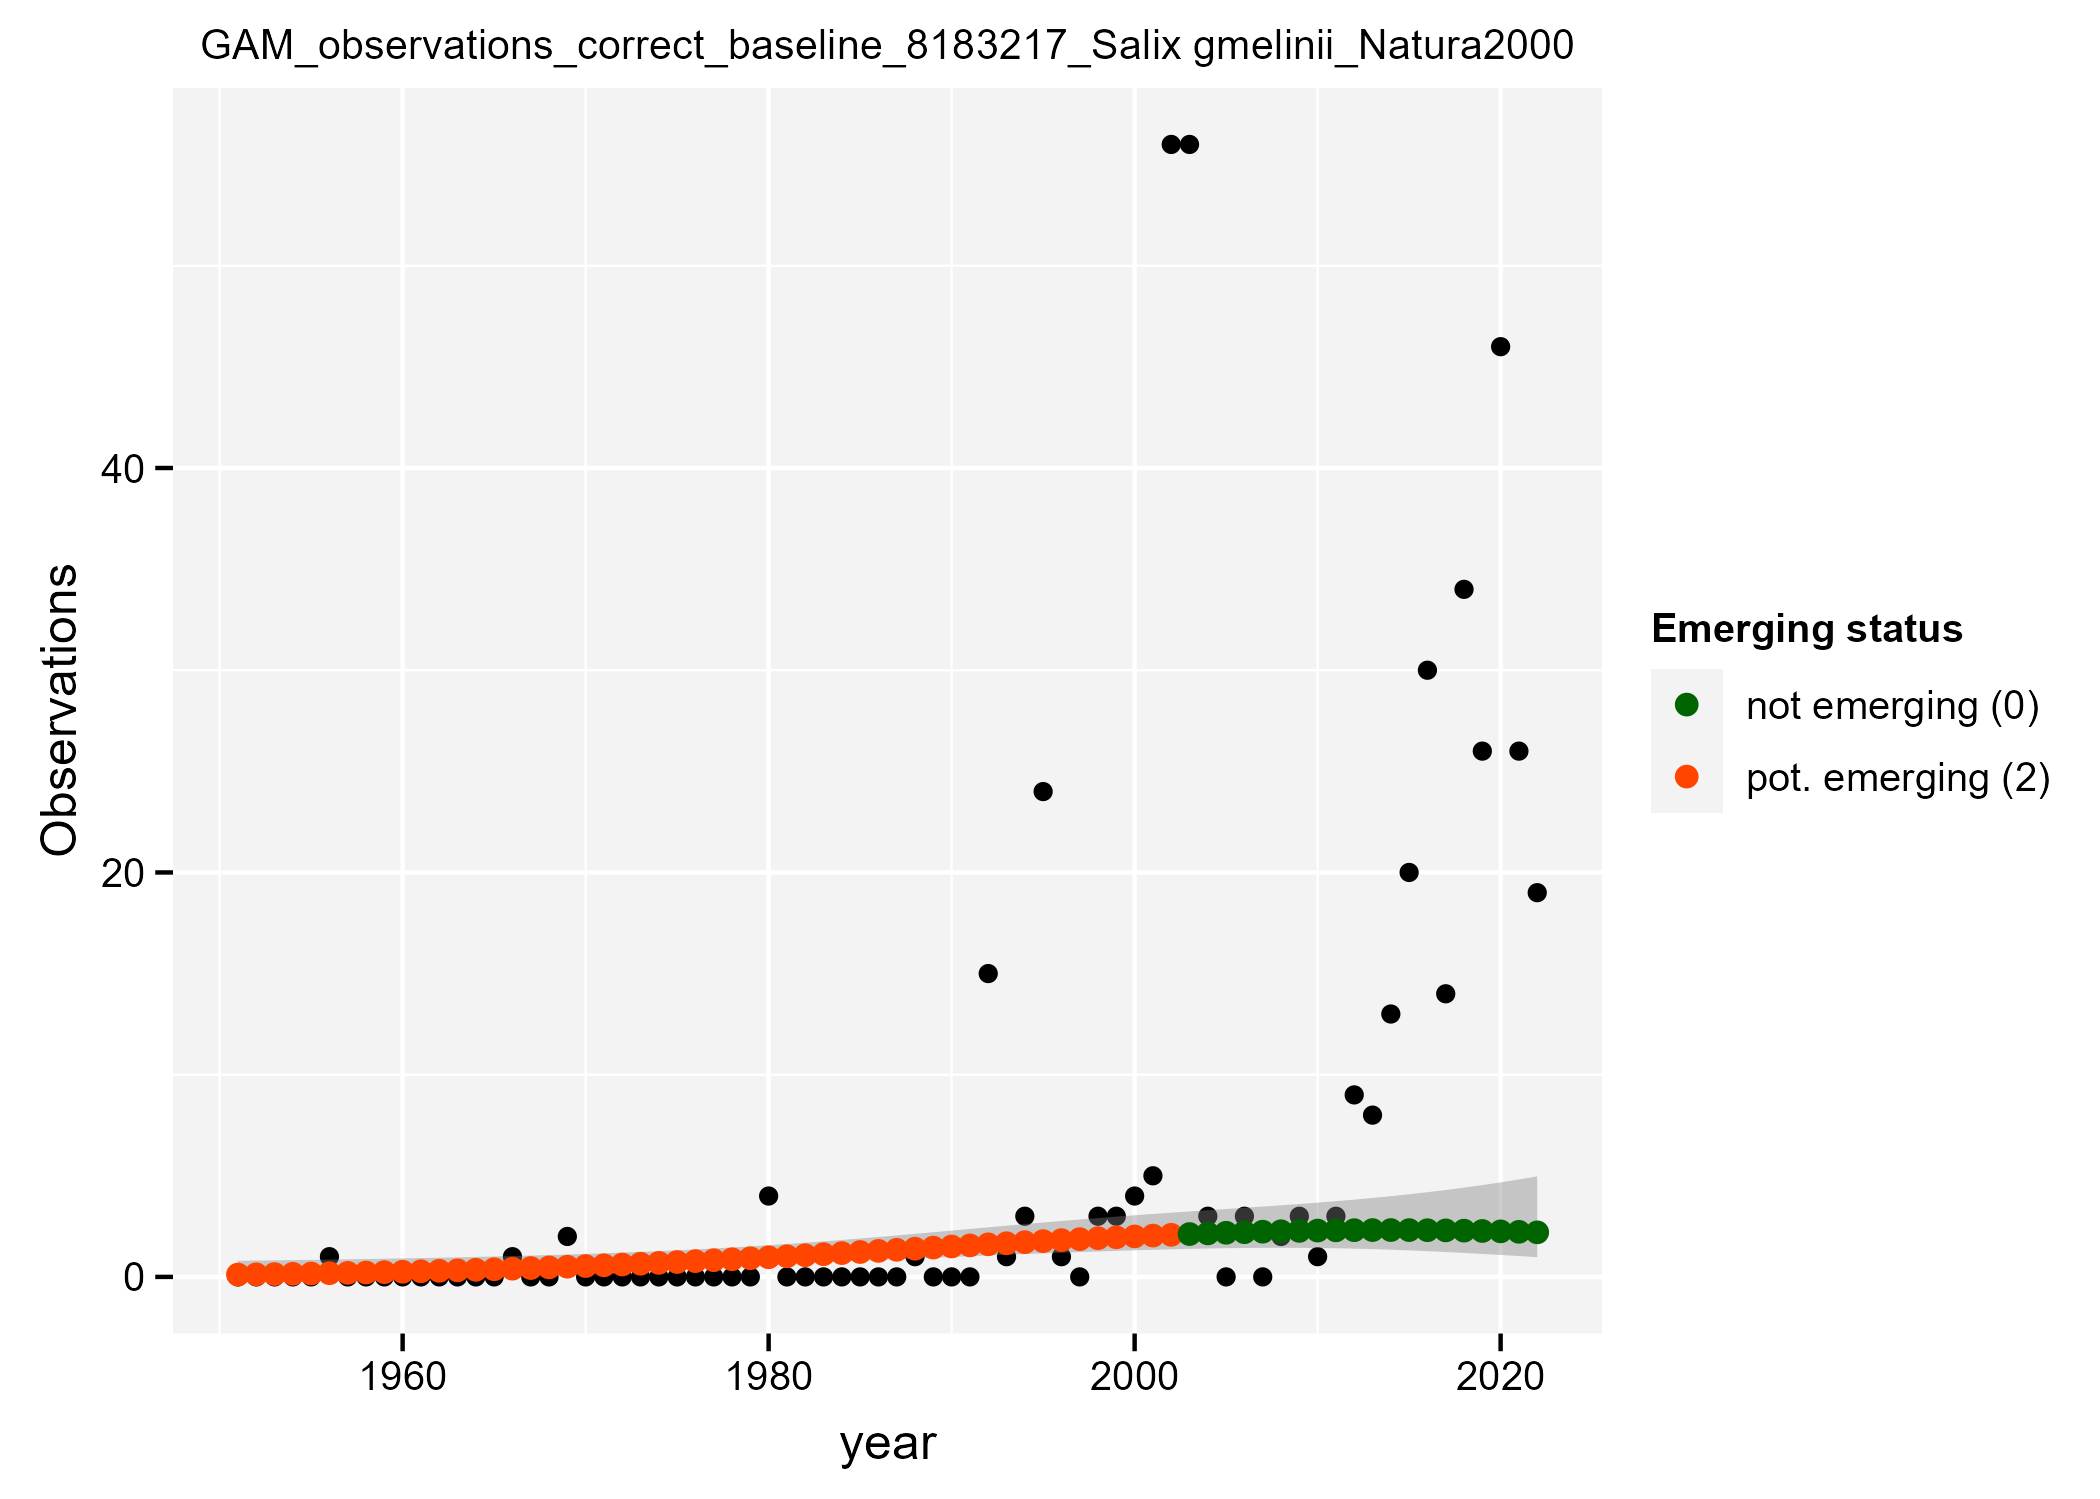 GAM_observations_correct_baseline_8183217_Salix gmelinii_Natura2000
Observations
40
20
0
1960
1980
2000
2020
year
Emerging status
not emerging (0)
pot. emerging (2)